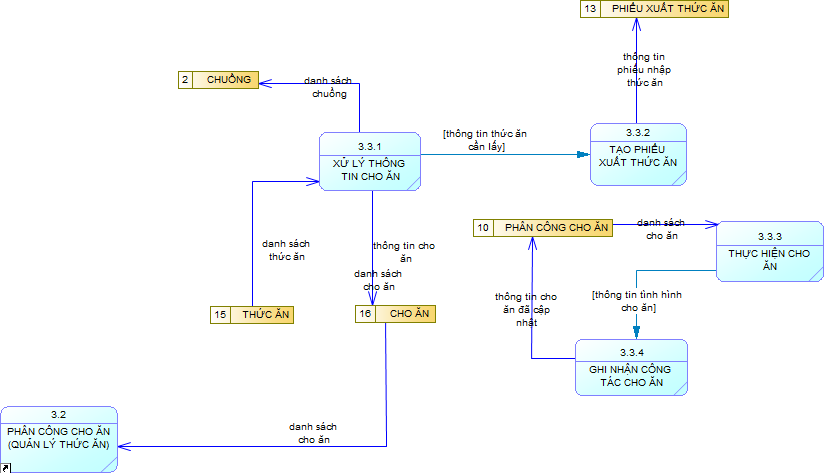 13 PHIẾU XUẤT THỨC ĂN
thông tin
phiếu nhập
thức ăn
2 CHUỒNG
danh sách
chuồng
3.3.1
XỬ LÝ THÔNG
TIN CHO ĂN
[thông tin thức ăn
cần lấy]
3.3.2
TẠO PHIẾU
XUẤT THỨC ĂN
danh sách
thức ăn
thông tin cho
ăn
danh sách
cho ăn
10 PHÂN CÔNG CHO ĂN
danh sách
cho ăn
3.3.3
THỰC HIỆN CHO
ĂN
thông tin cho
ăn đã cập
nhật
[thông tin tình hình
cho ăn]
15 THỨC ĂN
16 CHO ĂN
3.3.4
GHI NHẬN CÔNG
TÁC CHO ĂN
3.2
PHÂN CÔNG CHO ĂN
(QUẢN LÝ THỨC ĂN)
danh sách
cho ăn